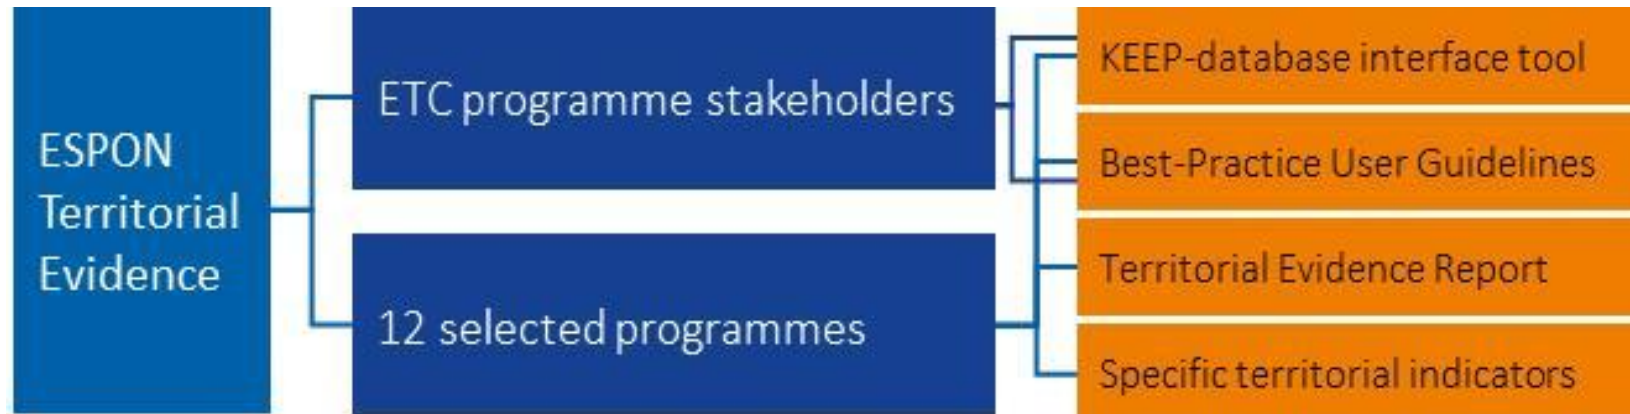 ESPON
Territorial
Evidence
ETC programme stakeholders
12 selected programmes
KEEP-database interface tool
Best-Practice User Guidelines
Territorial Evidence Report
Specific territorial indicators